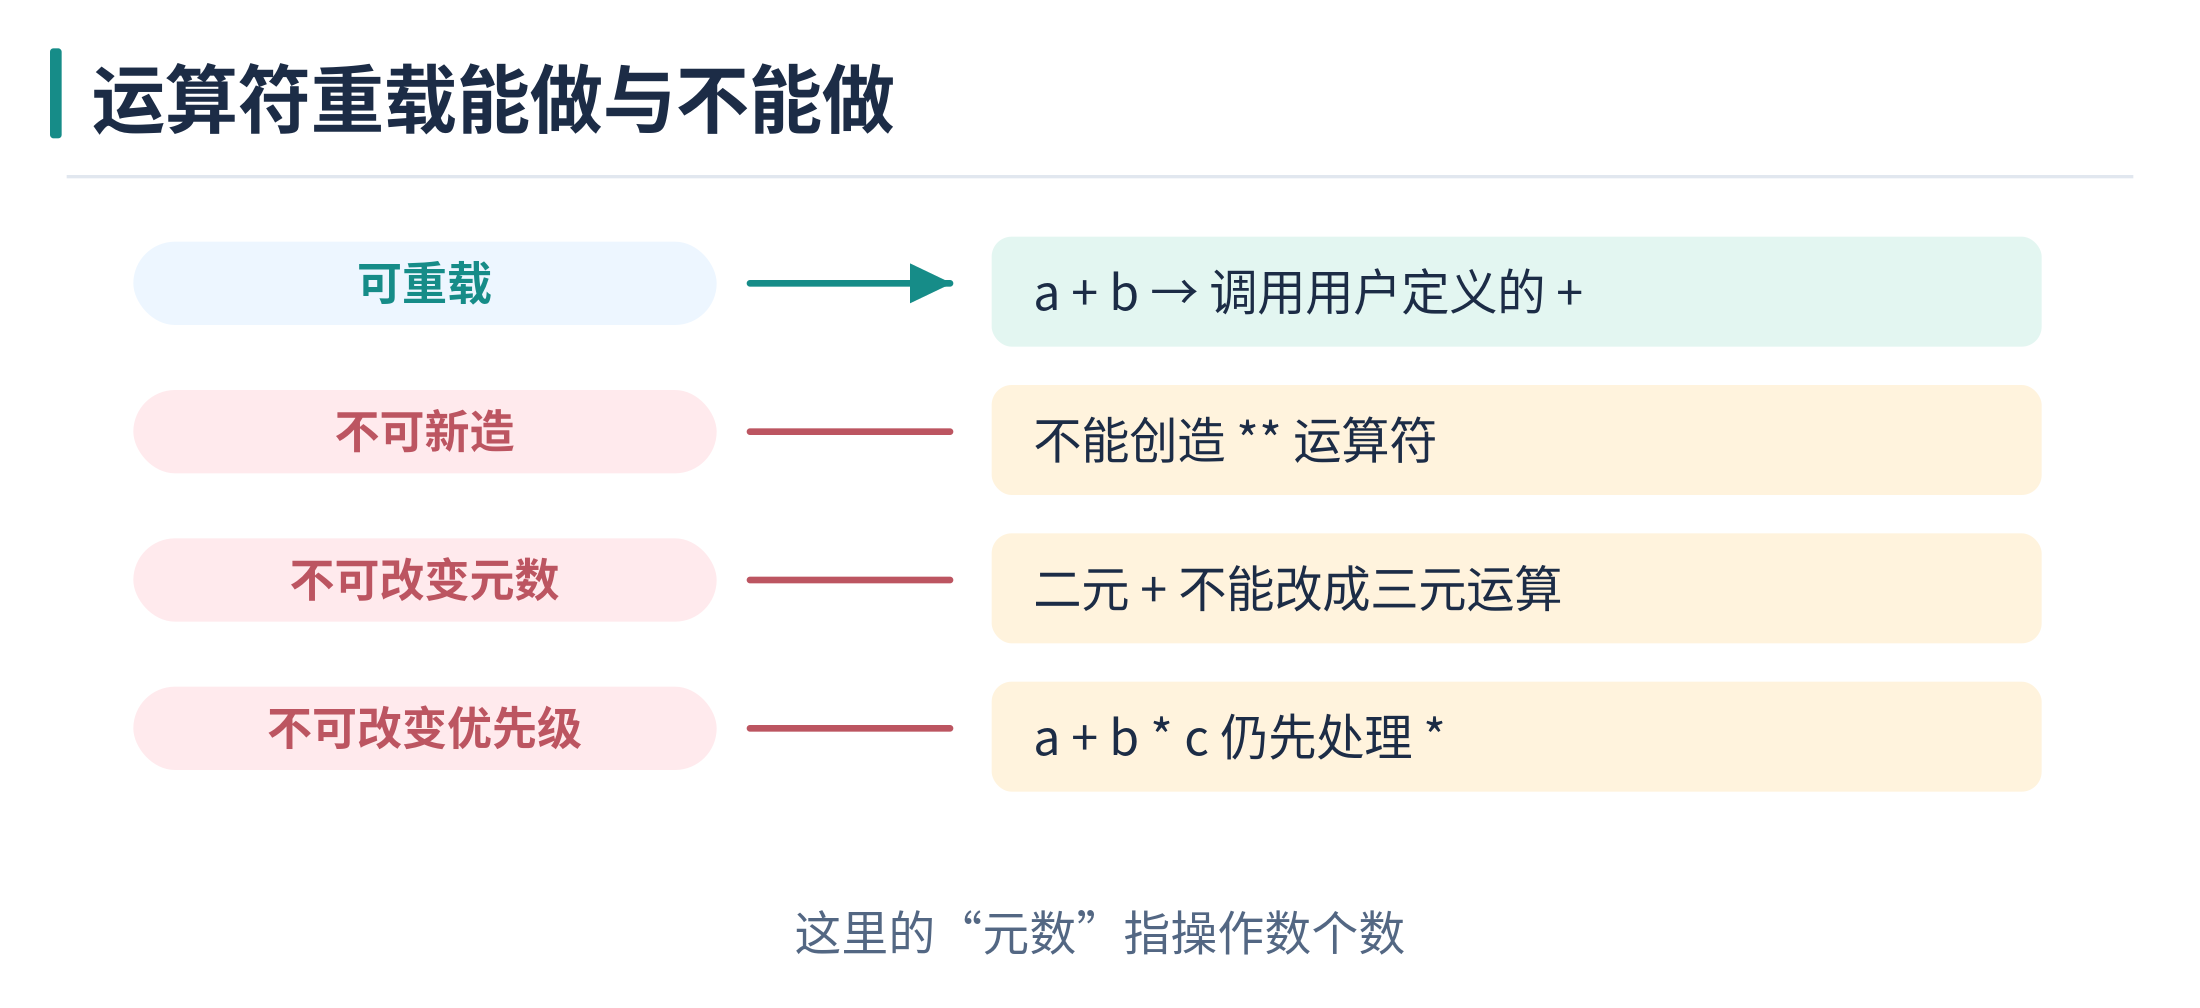 运算符重载能做与不能做
可重载
a + b → 调用用户定义的 +
不可新造
不能创造 ** 运算符
不可改变元数
二元 + 不能改成三元运算
不可改变优先级
a + b * c 仍先处理 *
这里的“元数”指操作数个数